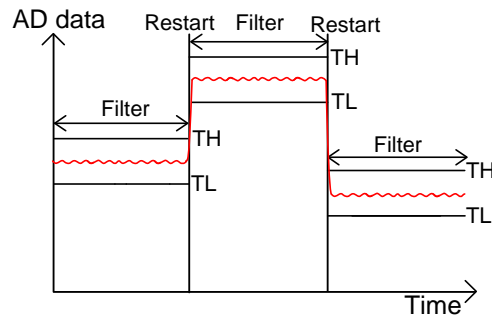 AD data
Restart
Filter
Restart
TH
TL
Filter
TH
TL
Filter
TH
TL
Time